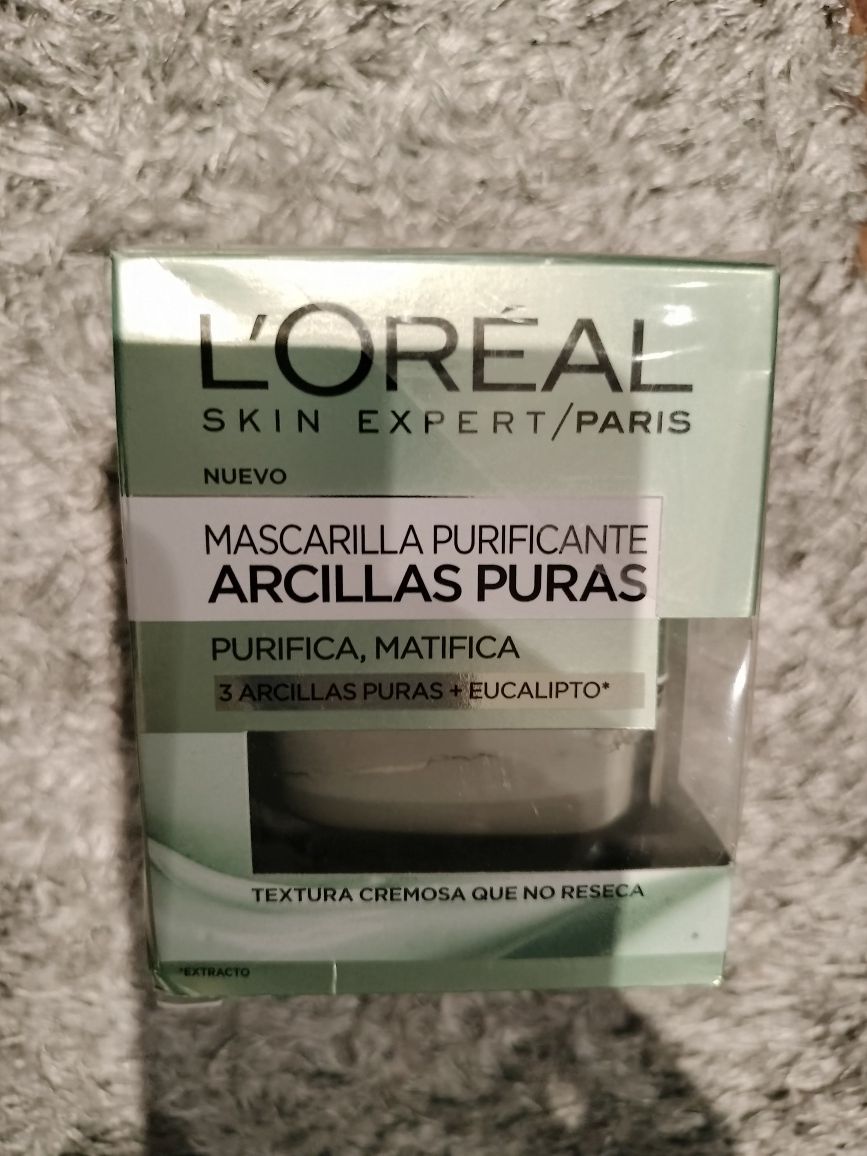 L'ORÉAL
SKIN EXPERT/PARIS
NUEVO
MASCARILLA PURIFICANTE
ARCILLAS PURAS
PURIFICA, MATIFICA
3 ARCILLAS PURAS + EUCALIPTO*
TEXTURA CREMOSA QUE NO RESECA
*EXTRACTO